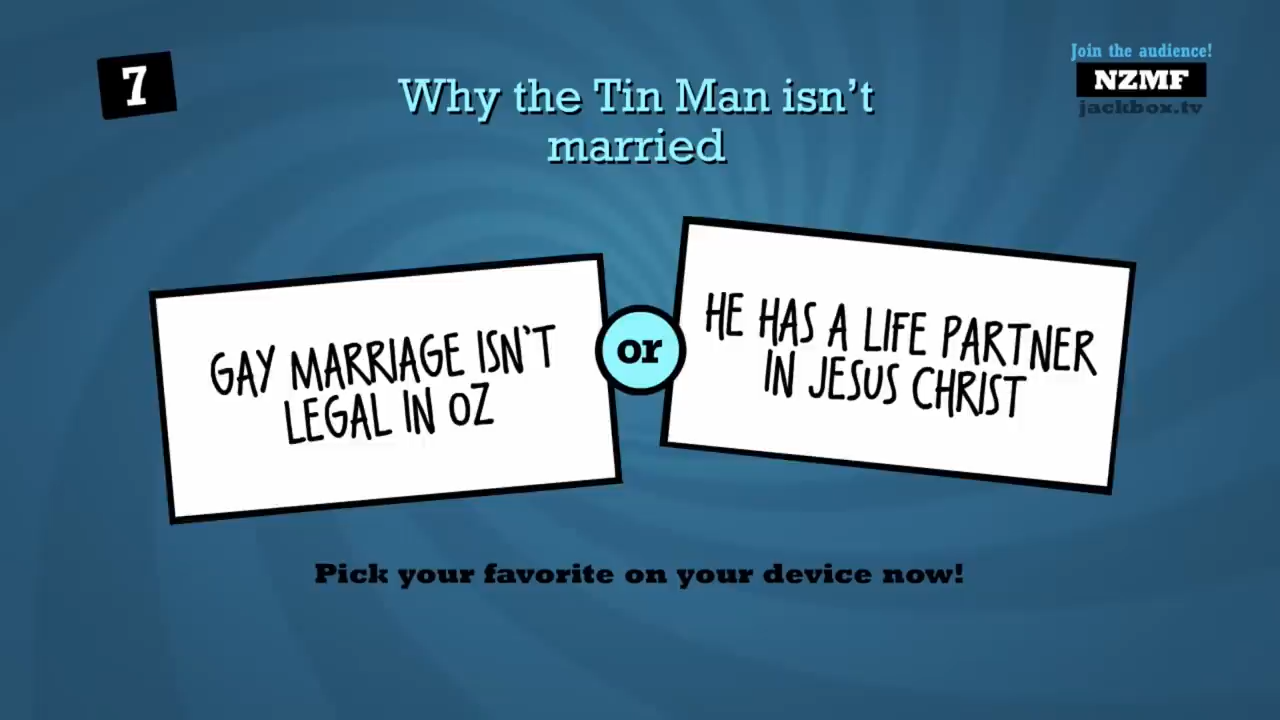 7
Join the audience!
NZMF
jackbox.tv
Why the Tin Man isn't
married
GAY MARRIAGE ISN'T
LEGAL IN OZ
or
HE HAS A LIFE PARTNER
IN JESUS CHRIST
Pick your favorite on your device now!